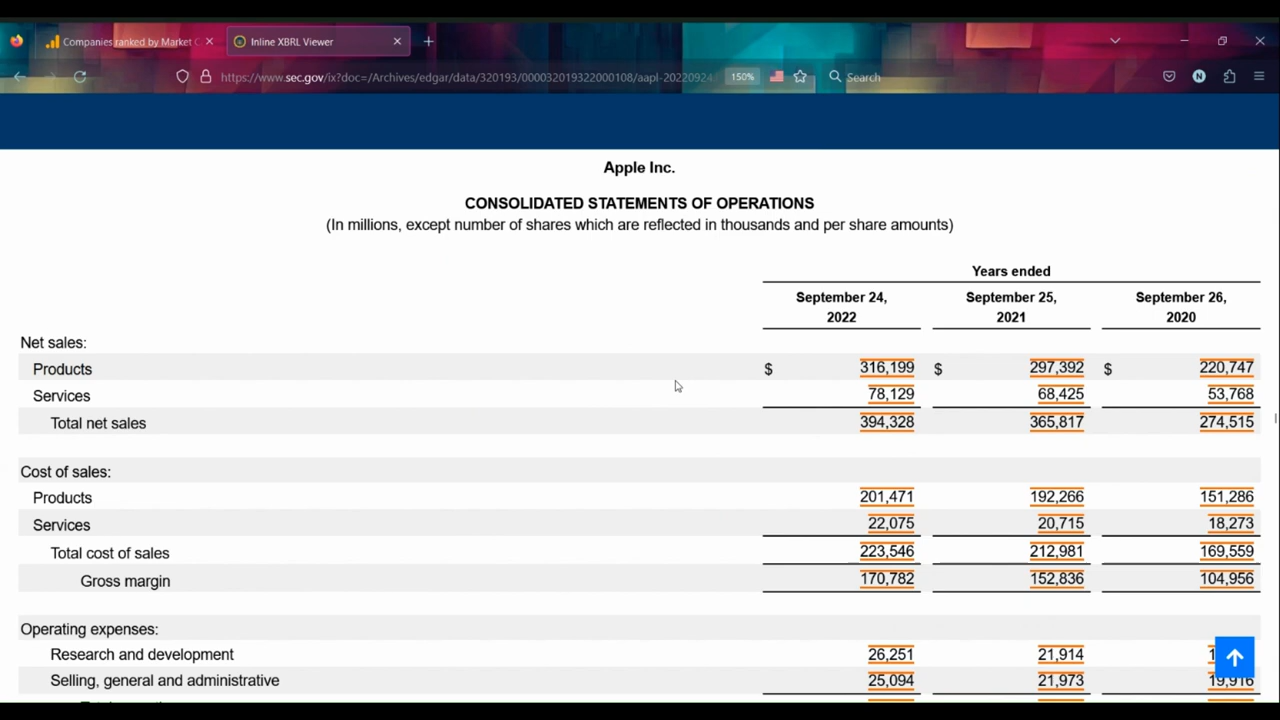 Companies ranked by Market C
Inline XBRL Viewer
https://www.sec.gov/ix?doc=/Archives/edgar/data/320193/000032019322000108/aapl-20220924
150%
Search
N
Apple Inc.
CONSOLIDATED STATEMENTS OF OPERATIONS
(In millions, except number of shares which are reflected in thousands and per share amounts)
Years ended
September 24, 2022 September 25, 2021 September 26, 2020
Net sales:
Products $ 316,199 $ 297,392 $ 220,747
Services 78,129 68,425 53,768
Total net sales 394,328 365,817 274,515
Cost of sales:
Products 201,471 192,266 151,286
Services 22,075 20,715 18,273
Total cost of sales 223,546 212,981 169,559
Gross margin 170,782 152,836 104,956
Operating expenses:
Research and development 26,251 21,914
Selling, general and administrative 25,094 21,973 19,916